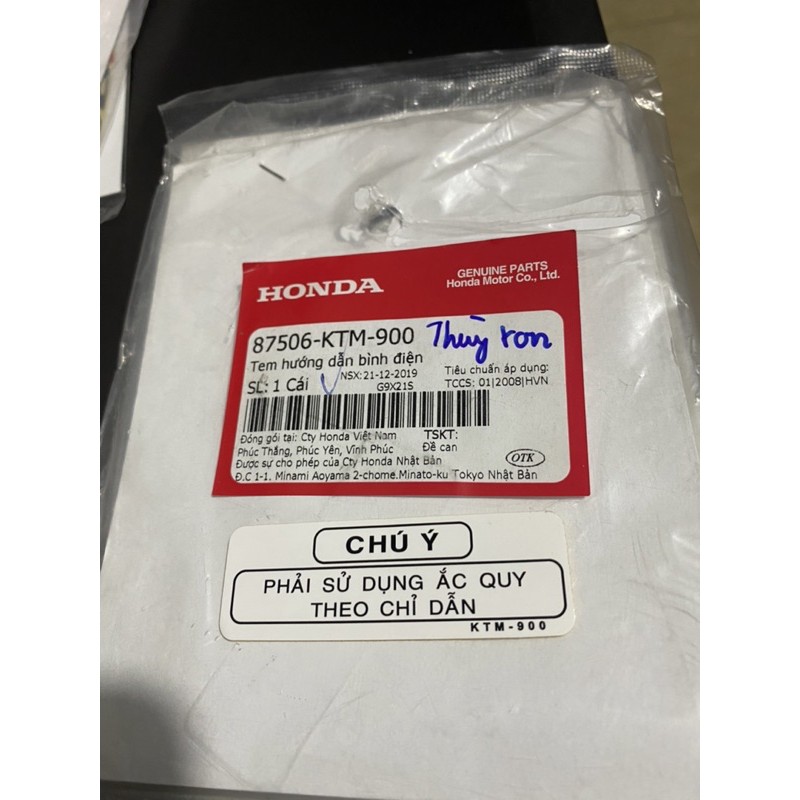 HONDA
GENUINE PARTS
Honda Motor Co., Ltd.
87506-KTM-900
Thùy ron
Tem hướng dẫn bình điện
SL: 1 Cái
NSX:21-12-2019
G9X21S
Tiêu chuẩn áp dụng:
TCCS: 01|2008|HVN
Đóng gói tại: Cty Honda Việt Nam
Phúc Thắng, Phúc Yên, Vĩnh Phúc
TSKT:
Đề can
Được sự cho phép của Cty Honda Nhật Bản
Đ.C 1-1. Minami Aoyama 2-chome.Minato-ku Tokyo Nhật Bản
OTK
CHÚ Ý
PHẢI SỬ DỤNG ẮC QUY
THEO CHỈ DẪN
KTM-900